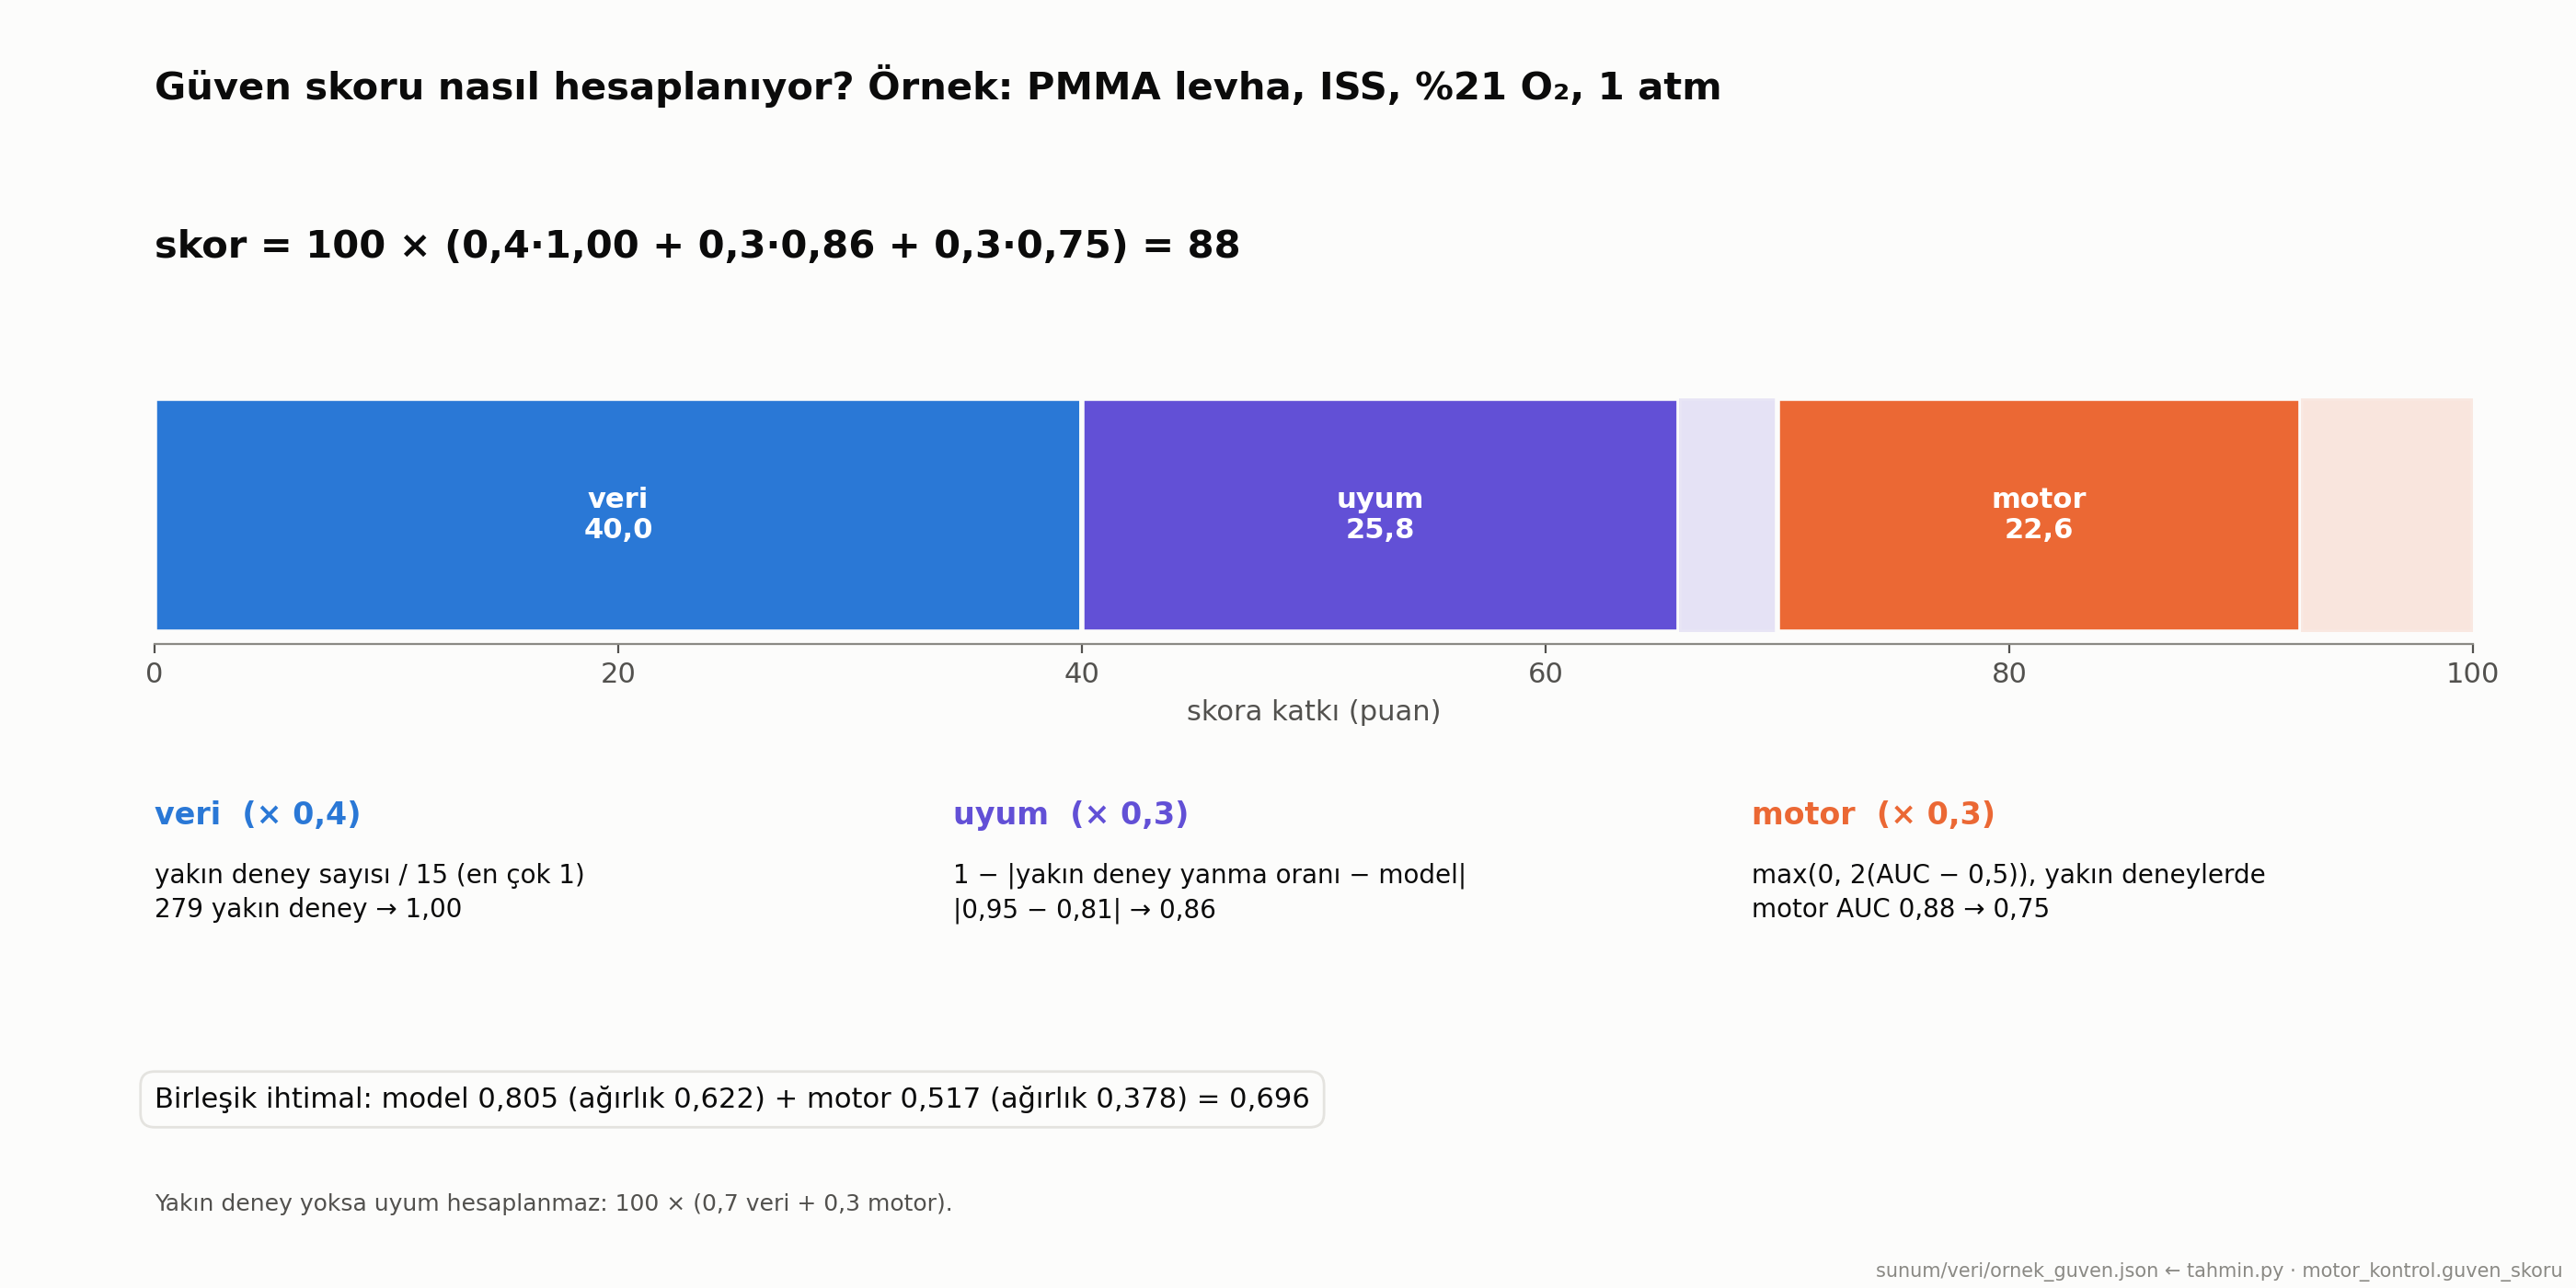 Güven skoru nasıl hesaplanıyor? Örnek: PMMA levha, ISS, %21 O₂, 1 atm
skor = 100 × (0,4·1,00 + 0,3·0,86 + 0,3·0,75) = 88
veri
40,0
uyum
25,8
motor
22,6
0 20 40 60 80 100
skora katkı (puan)
veri (× 0,4)
yakın deney sayısı / 15 (en çok 1)
279 yakın deney → 1,00
uyum (× 0,3)
1 − |yakın deney yanma oranı − model|
|0,95 − 0,81| → 0,86
motor (× 0,3)
max(0, 2(AUC − 0,5)), yakın deneylerde
motor AUC 0,88 → 0,75
Birleşik ihtimal: model 0,805 (ağırlık 0,622) + motor 0,517 (ağırlık 0,378) = 0,696
Yakın deney yoksa uyum hesaplanmaz: 100 × (0,7 veri + 0,3 motor).
sunum/veri/ornek_guven.json ← tahmin.py · motor_kontrol.guven_skoru